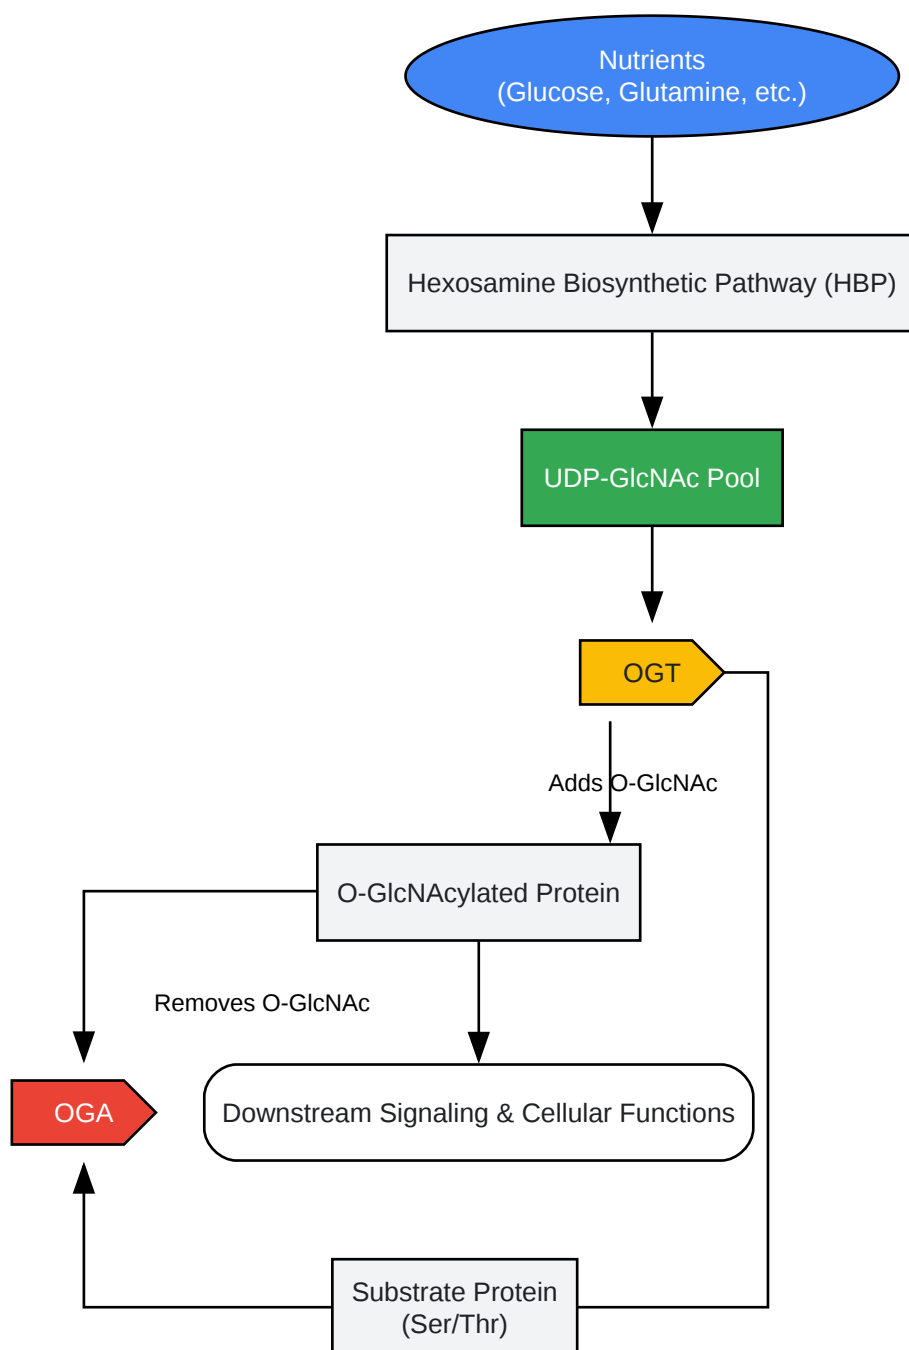 Nutrients
(Glucose, Glutamine, etc.)
Hexosamine Biosynthetic Pathway (HBP)
UDP-GlcNAc Pool
OGT
Adds O-GlcNAc
O-GlcNAcylated Protein
Removes O-GlcNAc
OGA
Downstream Signaling & Cellular Functions
Substrate Protein
(Ser/Thr)